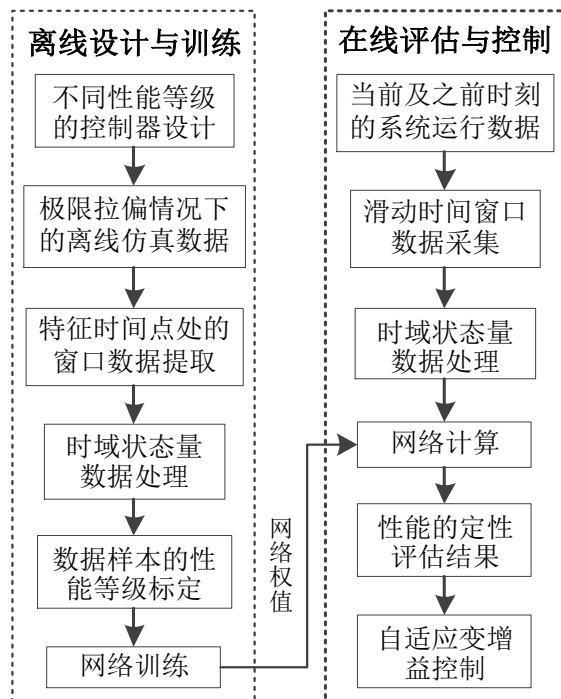 离线设计与训练
不同性能等级
的控制器设计
极限拉偏情况下
的离线仿真数据
特征时间点处的
窗口数据提取
时域状态量
数据处理
数据样本的性
能等级标定
网络训练
网络权值
在线评估与控制
当前及之前时刻
的系统运行数据
滑动时间窗口
数据采集
时域状态量
数据处理
网络计算
性能的定性
评估结果
自适应变增
益控制